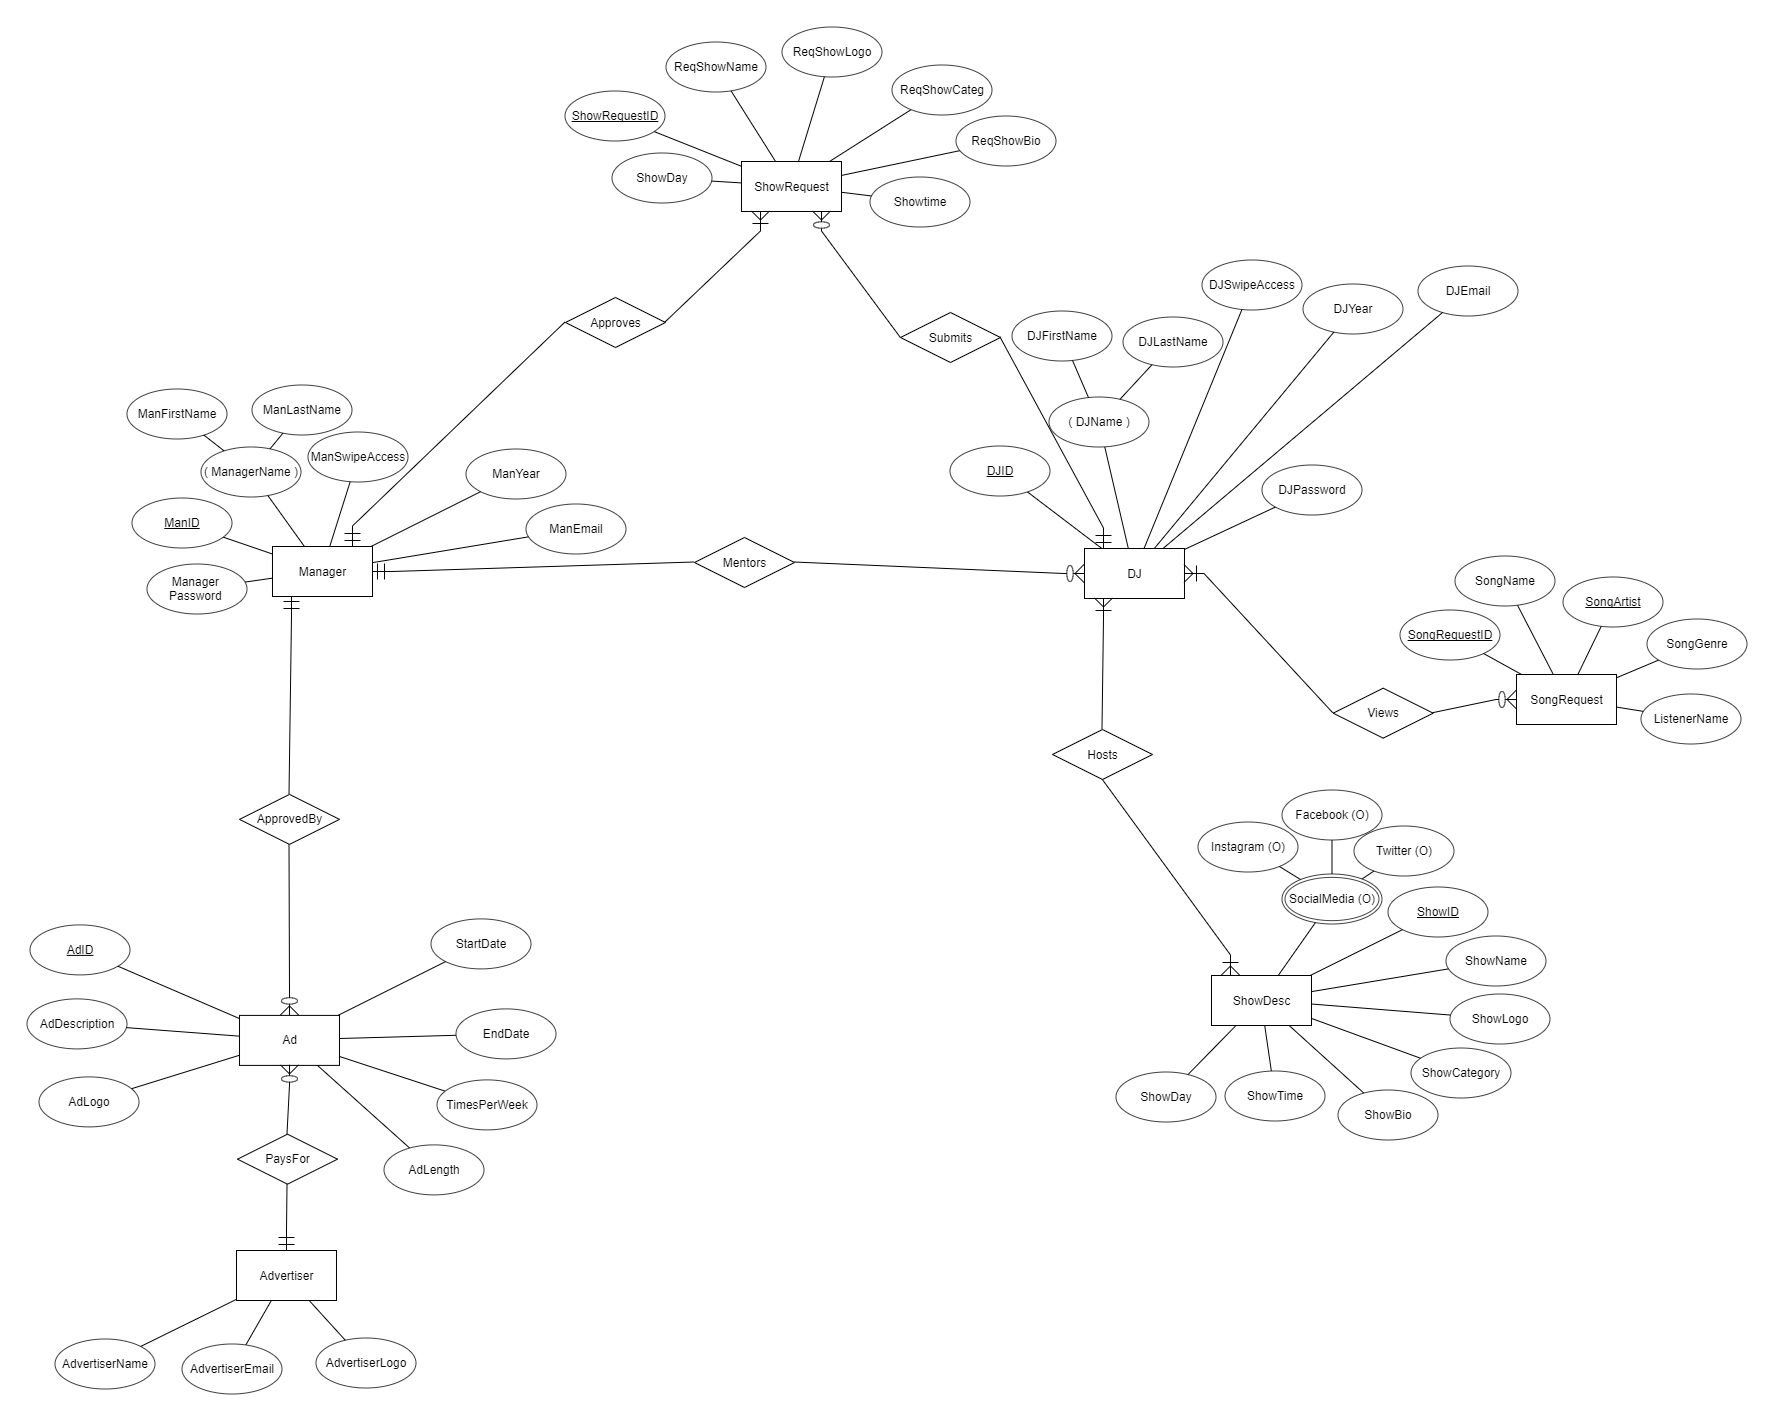 ReqShowLogo
ReqShowName
ReqShowCateg
ShowRequestID
ReqShowBio
ShowDay
ShowRequest
Showtime
Approves
Submits
DJSwipeAccess
DJEmail
DJYear
DJFirstName
DJLastName
( DJName )
ManFirstName
ManLastName
ManSwipeAccess
( ManagerName )
ManYear
DJID
DJPassword
ManID
ManEmail
Manager
Password
Manager
Mentors
DJ
SongName
SongArtist
SongRequestID
SongGenre
SongRequest
Views
ListenerName
Hosts
ApprovedBy
Facebook (O)
Instagram (O)
Twitter (O)
SocialMedia (O)
ShowID
AdID
StartDate
ShowName
AdDescription
Ad
EndDate
ShowDesc
ShowLogo
ShowCategory
AdLogo
TimesPerWeek
ShowDay
ShowTime
ShowBio
PaysFor
AdLength
Advertiser
AdvertiserName
AdvertiserEmail
AdvertiserLogo